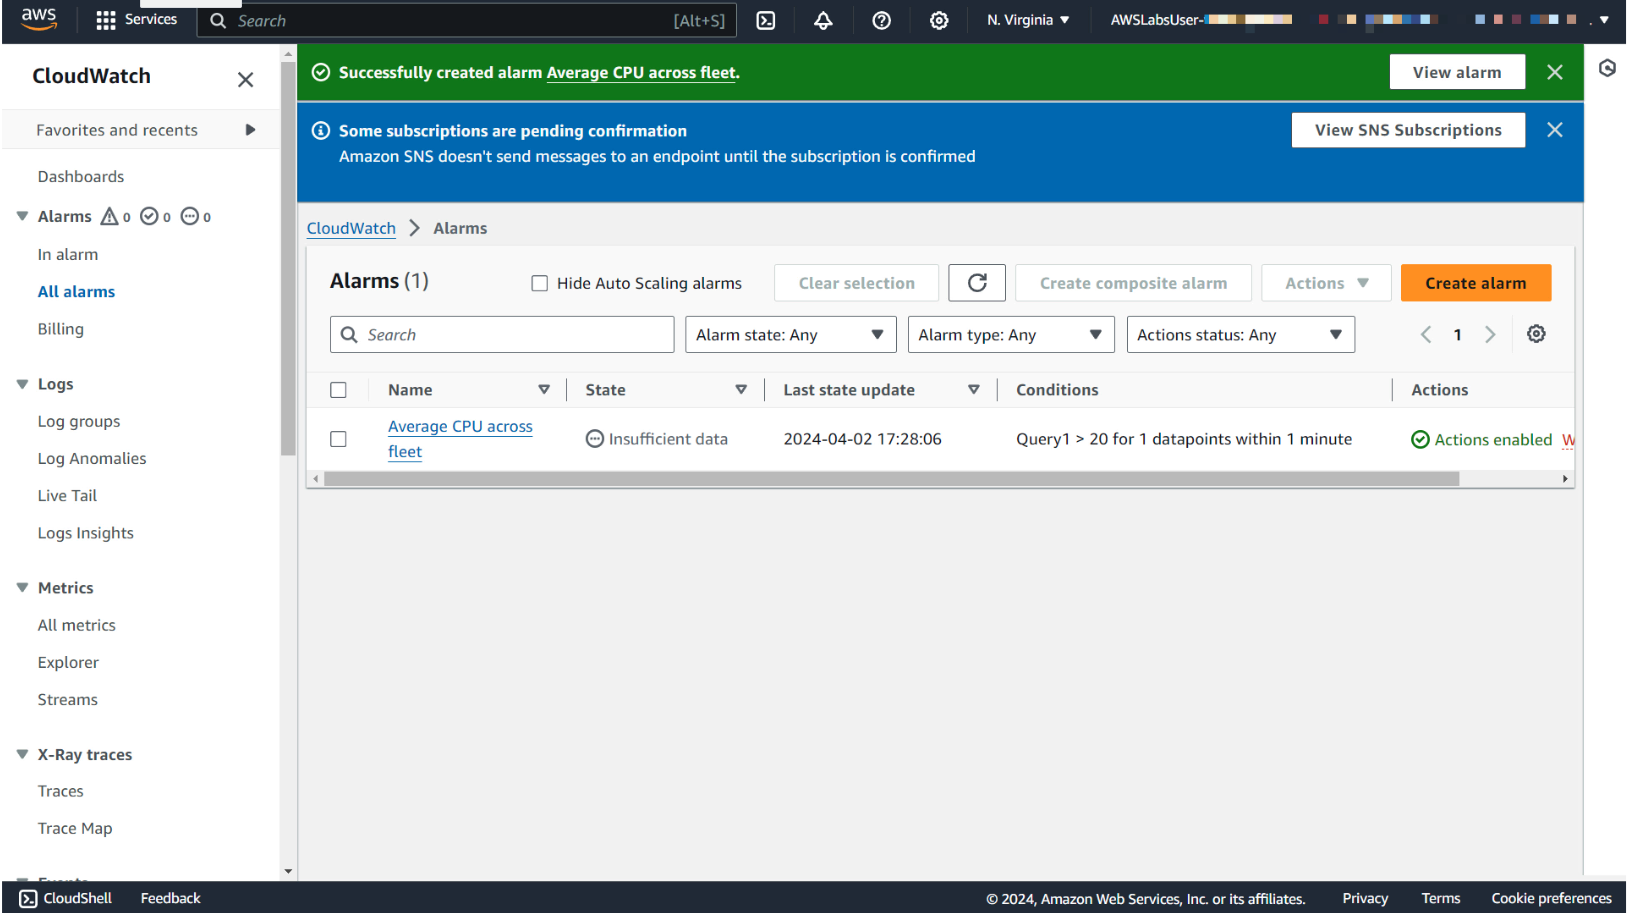 aws
Services
Search
[Alt+S]
N. Virginia
AWSLabsUser-
CloudWatch
Favorites and recents
Dashboards
Alarms 0 0 0
In alarm
All alarms
Billing
Logs
Log groups
Log Anomalies
Live Tail
Logs Insights
Metrics
All metrics
Explorer
Streams
X-Ray traces
Traces
Trace Map
Successfully created alarm Average CPU across fleet.
View alarm
Some subscriptions are pending confirmation
Amazon SNS doesn't send messages to an endpoint until the subscription is confirmed
View SNS Subscriptions
CloudWatch > Alarms
Alarms (1)
Hide Auto Scaling alarms
Clear selection
Create composite alarm
Actions
Create alarm
Search
Alarm state: Any
Alarm type: Any
Actions status: Any
1
Name
State
Last state update
Conditions
Actions
Average CPU across
fleet
Insufficient data
2024-04-02 17:28:06
Query1 > 20 for 1 datapoints within 1 minute
Actions enabled
CloudShell
Feedback
© 2024, Amazon Web Services, Inc. or its affiliates.
Privacy
Terms
Cookie preferences